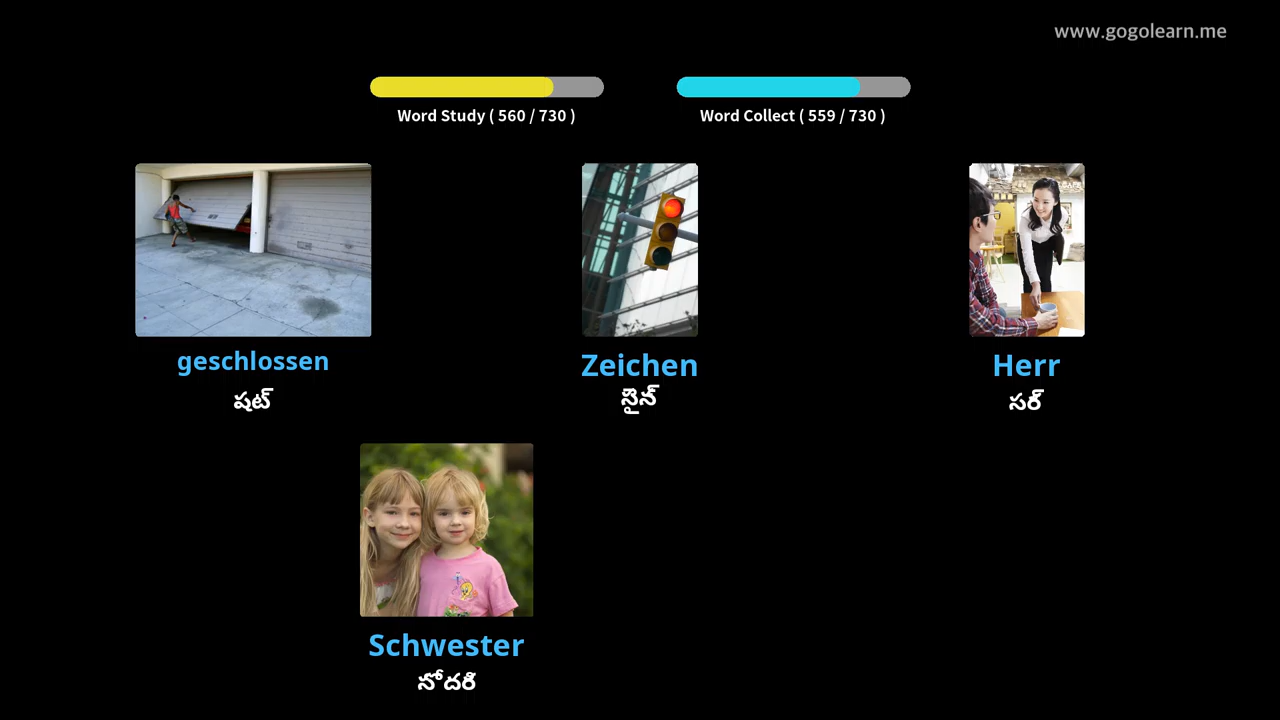 www.gogolearn.me
Word Study ( 560 / 730 )
Word Collect ( 559 / 730 )
geschlossen
షట్
Zeichen
సైన్
Herr
సర్
Schwester
సోదరి